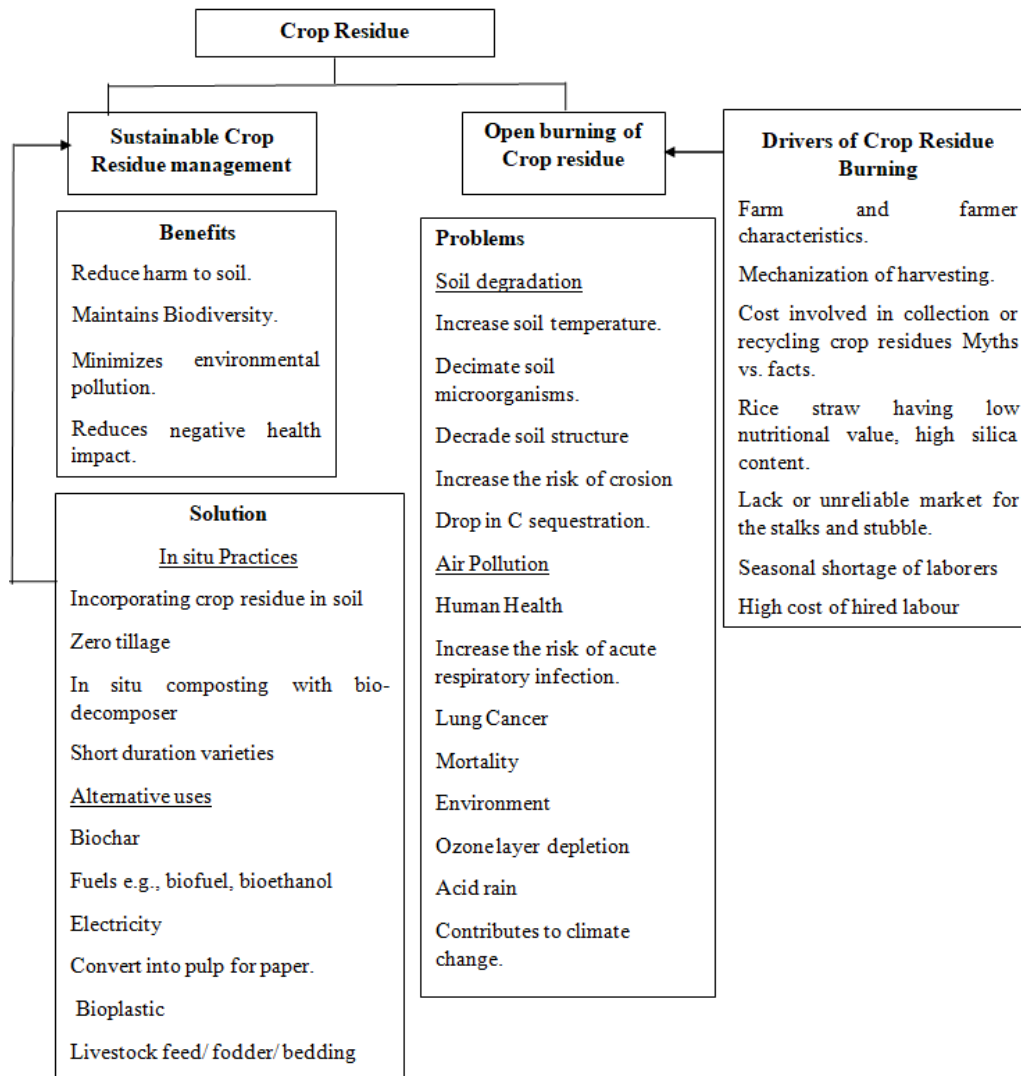 Crop Residue
Sustainable Crop
Residue management
Open burning of
Crop residue
Drivers of Crop Residue
Burning
Farm and farmer
characteristics.
Mechanization of harvesting.
Cost involved in collection or
recycling crop residues Myths
vs. facts.
Rice straw having low
nutritional value, high silica
content.
Lack or unreliable market for
the stalks and stubble.
Seasonal shortage of laborers
High cost of hired labour
Benefits
Reduce harm to soil.
Maintains Biodiversity.
Minimizes environmental
pollution.
Reduces negative health
impact.
Solution
In situ Practices
Incorporating crop residue in soil
Zero tillage
In situ composting with bio-
decomposer
Short duration varieties
Alternative uses
Biochar
Fuels e.g., biofuel, bioethanol
Electricity
Convert into pulp for paper.
Bioplastic
Livestock feed/ fodder/ bedding
Problems
Soil degradation
Increase soil temperature.
Decimate soil
microorganisms.
Decrade soil structure
Increase the risk of crosion
Drop in C sequestration.
Air Pollution
Human Health
Increase the risk of acute
respiratory infection.
Lung Cancer
Mortality
Environment
Ozone layer depletion
Acid rain
Contributes to climate
change.